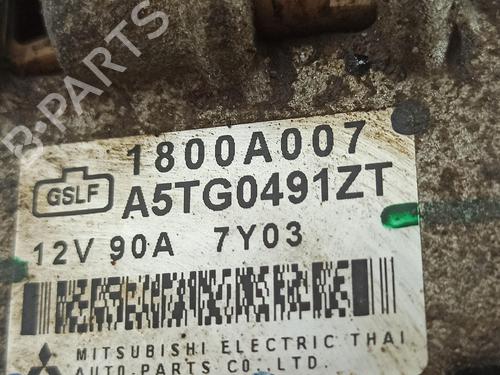 B-PARTS
1800A007
GSLF
A5TG0491ZT
12V 90A 7Y03
MITSUBISHI ELECTRIC THAI
AUTO.PARTS CO.,LTD.